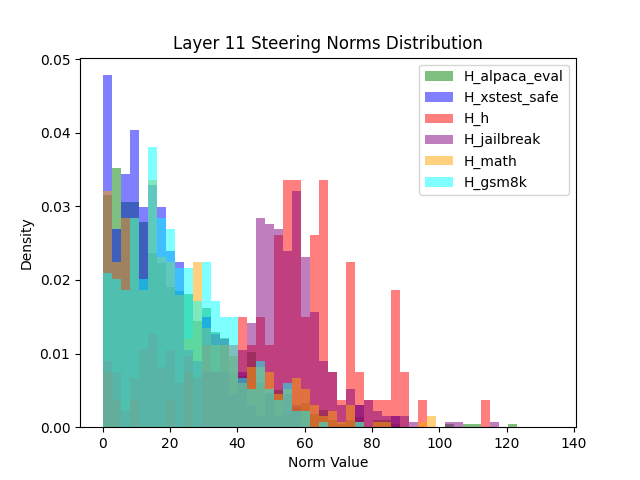 Layer 11 Steering Norms Distribution
0.05
0.04
0.03
0.02
0.01
0.00
Density
H_alpaca_eval
H_xstest_safe
H_h
H_jailbreak
H_math
H_gsm8k
0 20 40 60 80 100 120 140
Norm Value